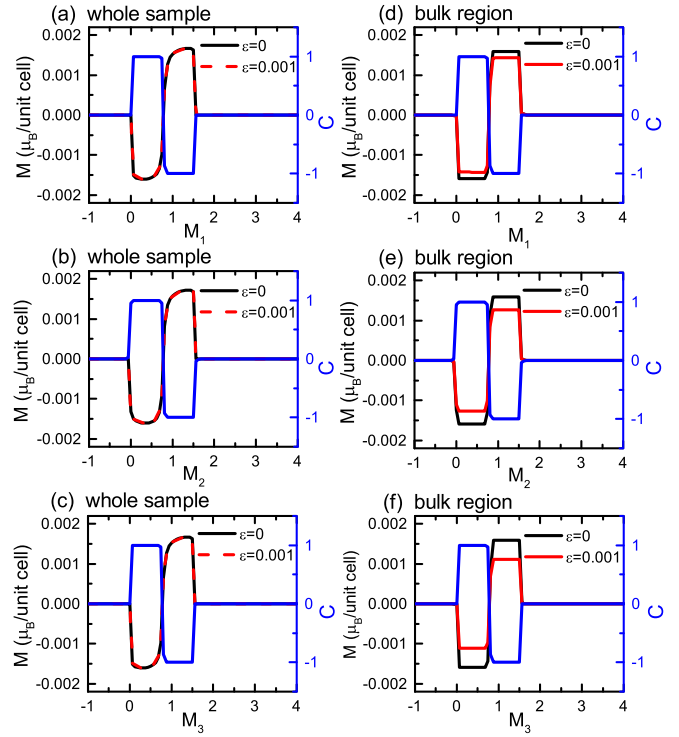 (a) whole sample
M (μB/unit cell)
0.002
0.001
0.000
-0.001
-0.002
ε=0
ε=0.001
1
0
-1
C
-1 0 1 2 3 4
M1
(d) bulk region
M (μB/unit cell)
0.002
0.001
0.000
-0.001
-0.002
ε=0
ε=0.001
1
0
-1
C
-1 0 1 2 3 4
M1
(b) whole sample
M (μB/unit cell)
0.002
0.001
0.000
-0.001
-0.002
ε=0
ε=0.001
1
0
-1
C
-1 0 1 2 3 4
M2
(e) bulk region
M (μB/unit cell)
0.002
0.001
0.000
-0.001
-0.002
ε=0
ε=0.001
1
0
-1
C
-1 0 1 2 3 4
M2
(c) whole sample
M (μB/unit cell)
0.002
0.001
0.000
-0.001
-0.002
ε=0
ε=0.001
1
0
-1
C
-1 0 1 2 3 4
M3
(f) bulk region
M (μB/unit cell)
0.002
0.001
0.000
-0.001
-0.002
ε=0
ε=0.001
1
0
-1
C
-1 0 1 2 3 4
M3